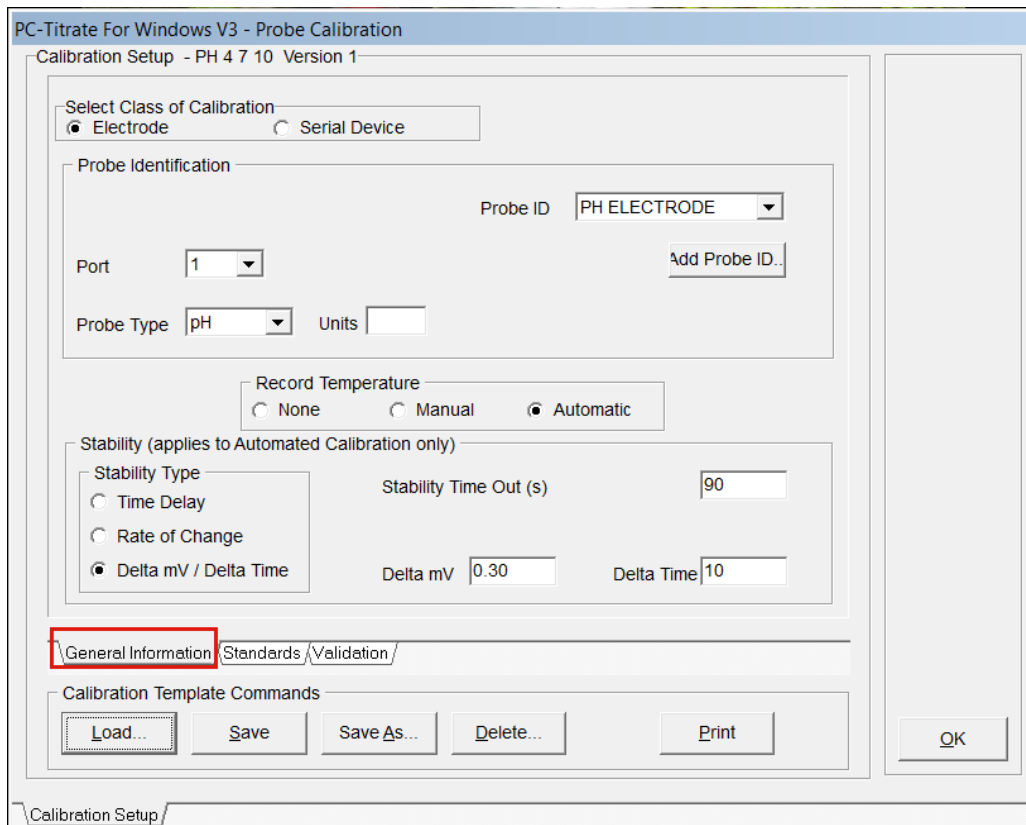 PC-Titrate For Windows V3 - Probe Calibration
Calibration Setup - PH 4 7 10 Version 1
Select Class of Calibration
Electrode Serial Device
Probe Identification
Probe ID PH ELECTRODE
Add Probe ID..
Port 1
Probe Type pH Units
Record Temperature
None Manual Automatic
Stability (applies to Automated Calibration only)
Stability Type
Time Delay
Stability Time Out (s) 90
Rate of Change
Delta mV / Delta Time
Delta mV 0.30 Delta Time 10
General Information Standards Validation
Calibration Template Commands
Load... Save Save As... Delete... Print
OK
Calibration Setup